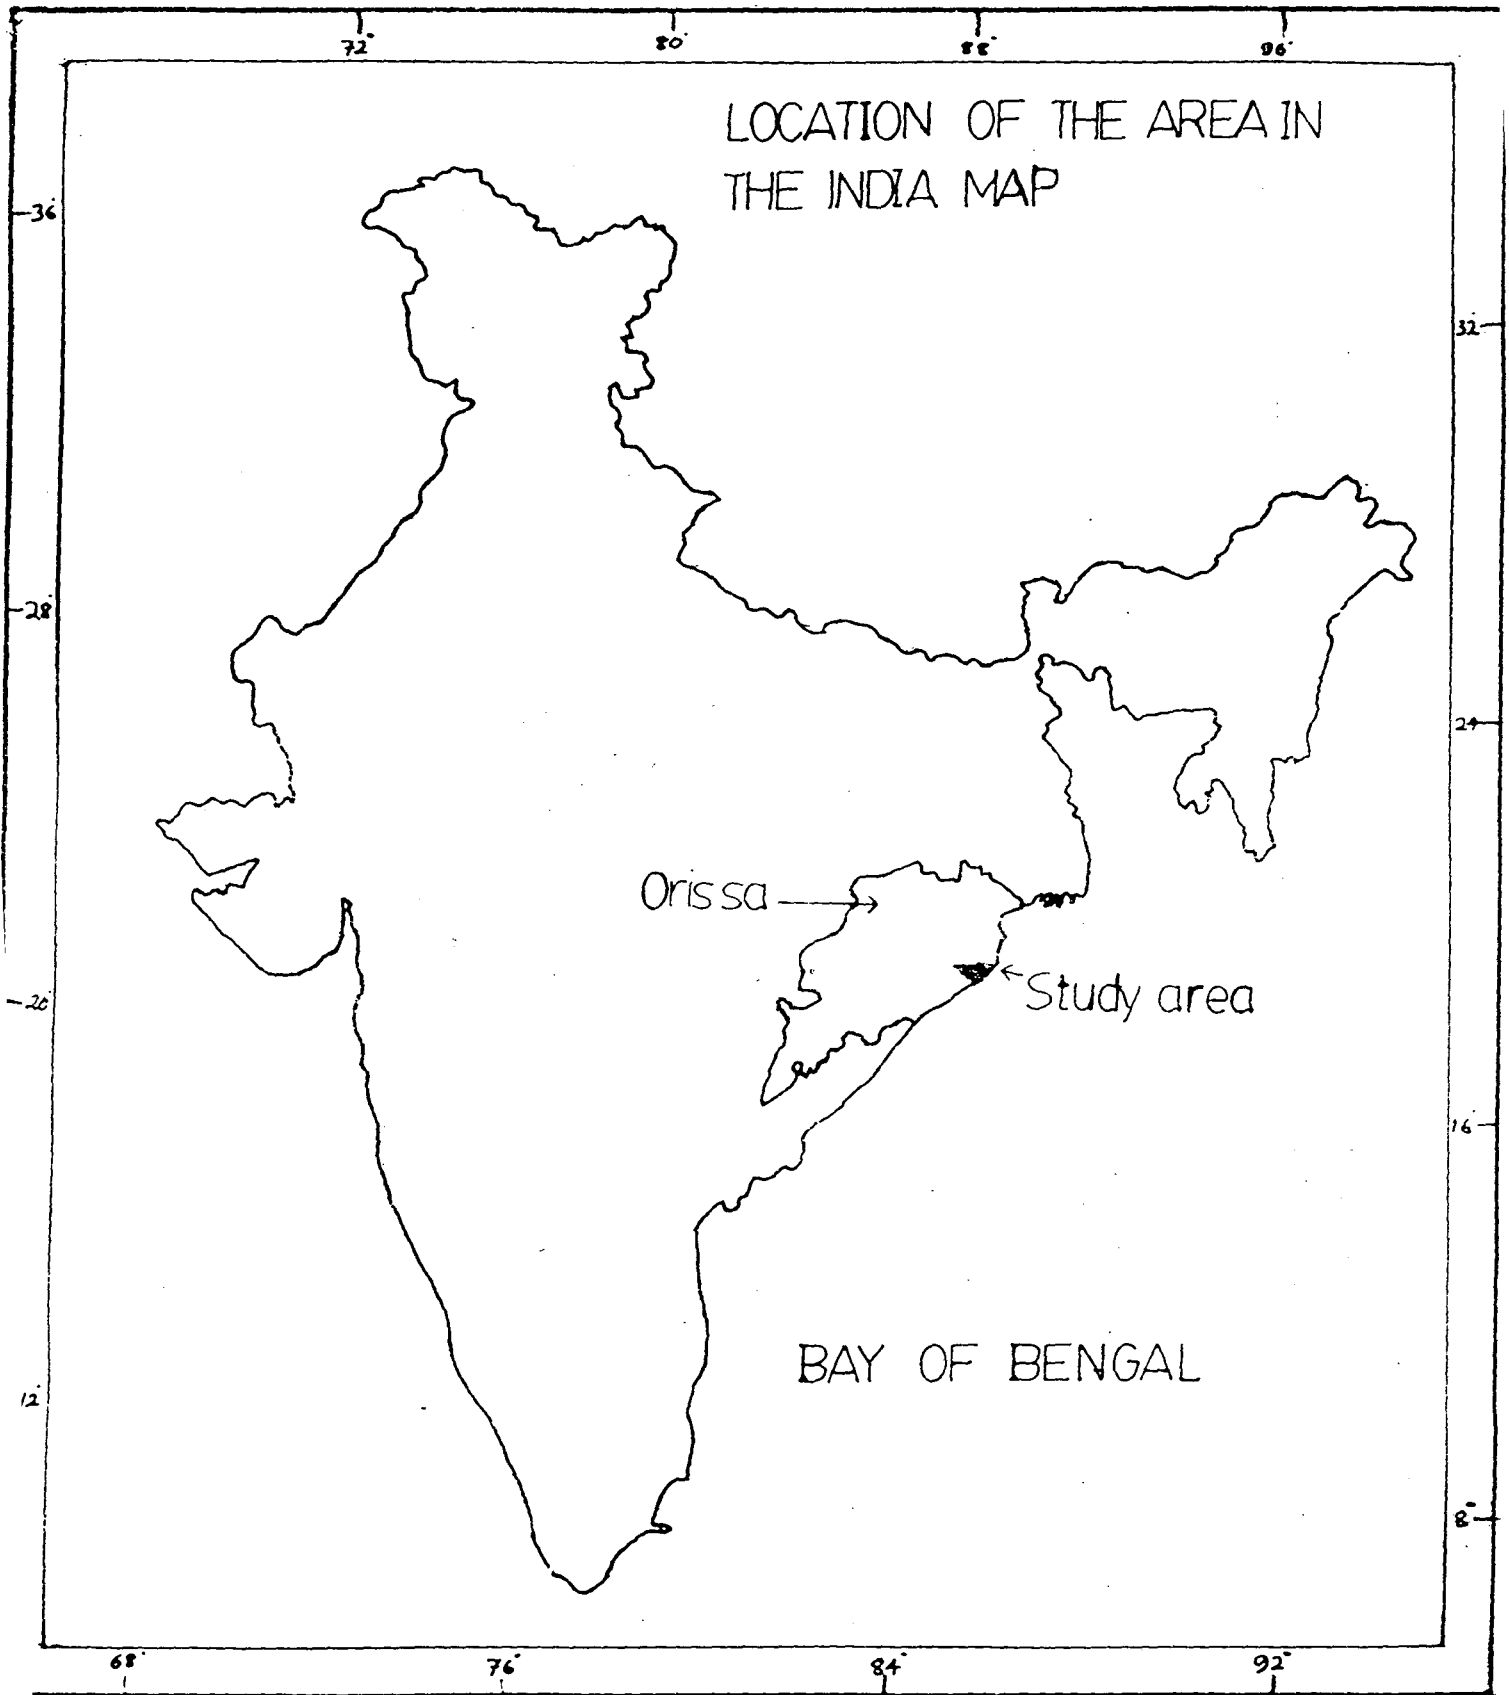 72° 80° 88° 96°
LOCATION OF THE AREA IN
THE INDIA MAP
36°
32°
28°
24°
Orissa
Study area
20°
16°
BAY OF BENGAL
12°
8°
68° 76° 84° 92°